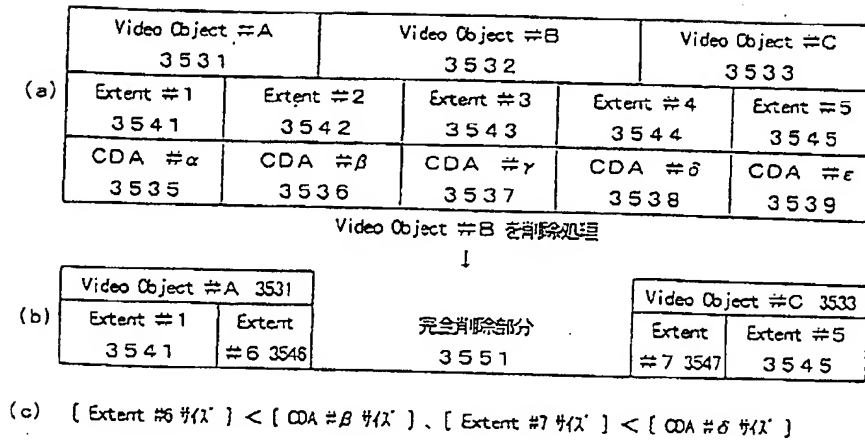 Video Object #A Video Object #B Video Object #C
3531 3532 3533
(a) Extent #1 Extent #2 Extent #3 Extent #4 Extent #5
3541 3542 3543 3544 3545
CDA #α CDA #β CDA #γ CDA #δ CDA #ε
3535 3536 3537 3538 3539
Video Object #B を削除処理
↓
Video Object #A 3531 Video Object #C 3533
(b) Extent #1 Extent 完全削除部分 Extent Extent #5
3541 #6 3546 3551 #7 3547 3545
(c) [ Extent #6 サイズ ] < [ CDA #β サイズ ]、[ Extent #7 サイズ ] < [ CDA #δ サイズ ]